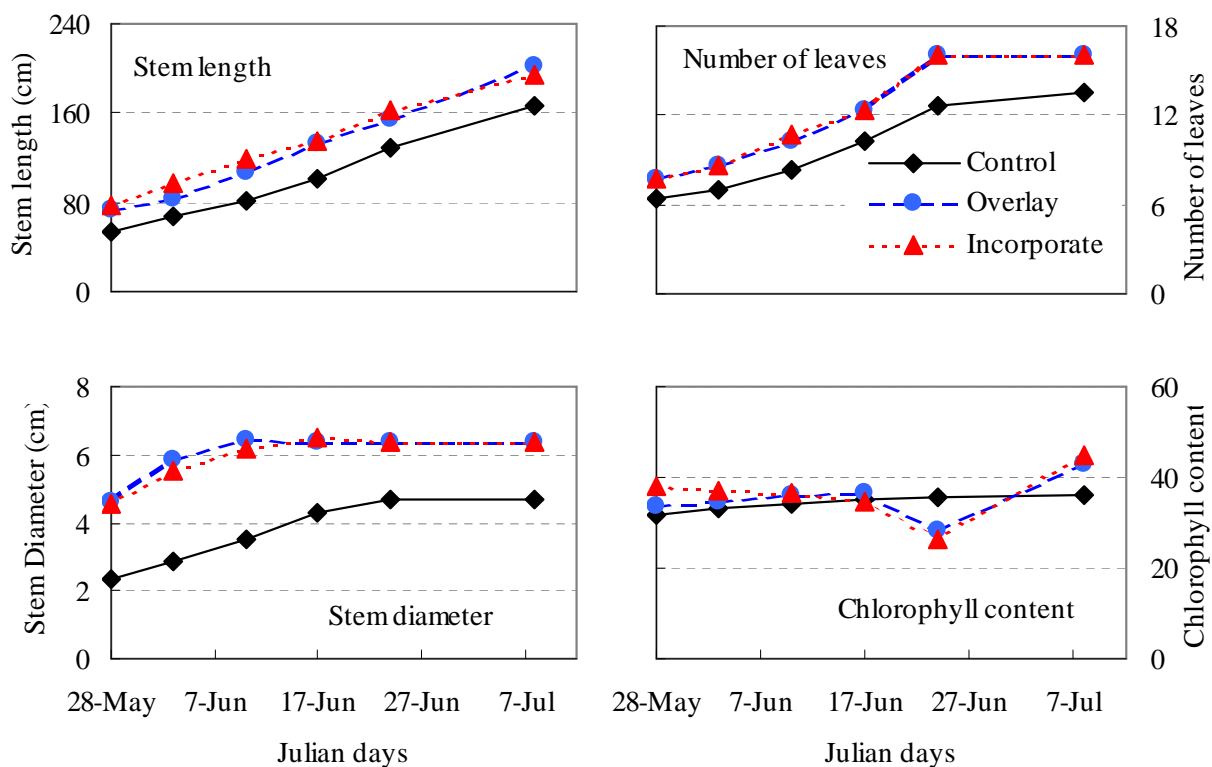 240
160
80
0
Stem length (cm)
Stem length
18
12
6
0
Number of leaves
Number of leaves
Control
Overlay
Incorporate
8
6
4
2
0
Stem Diameter (cm)
Stem diameter
28-May
7-Jun
17-Jun
27-Jun
7-Jul
Julian days
60
40
20
0
Chlorophyll content
Chlorophyll content
28-May
7-Jun
17-Jun
27-Jun
7-Jul
Julian days